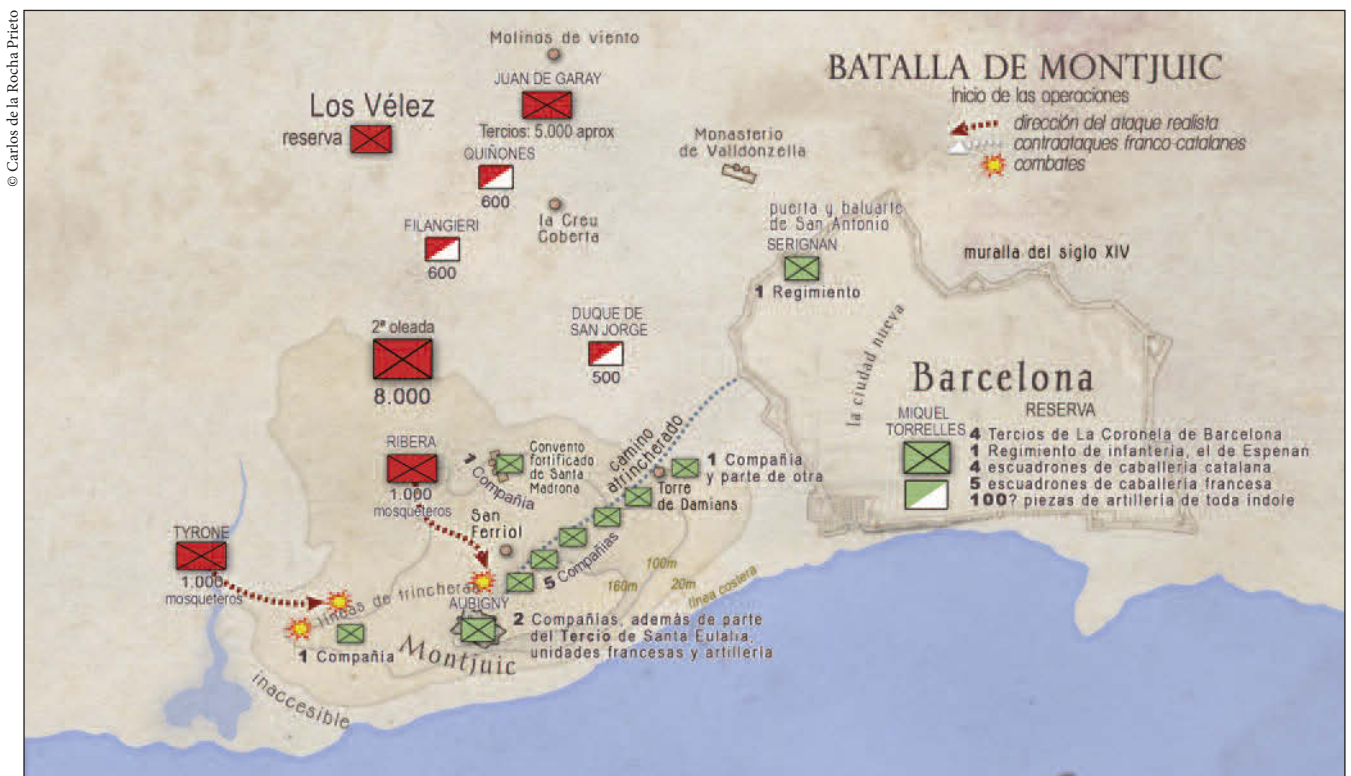 © Carlos de la Rocha Prieto
BATALLA DE MONTJUIC
Inicio de las operaciones
dirección del ataque realista
contraataques franco-catalanes
combates
Molinos de viento
JUAN DE GARAY
Tercios: 5.000 aprox
Los Vélez
reserva
QUIÑONES
600
Monasterio
de Valldonzella
FILANGIERI
600
la Creu
Coberta
puerta y baluarte
de San Antonio
SERIGNAN
1 Regimiento
muralla del siglo XIV
2ª oleada
8.000
DUQUE DE
SAN JORGE
500
la ciudad nueva
Barcelona
RESERVA
MIQUEL
TORRELLES
4 Tercios de La Coronela de Barcelona
1 Regimiento de infantería, el de Espenan
4 escuadrones de caballería catalana
5 escuadrones de caballería francesa
100? piezas de artillería de toda índole
RIBERA
1.000
mosqueteros
1 Compañía
Convento
fortificado
de Santa
Madrona
camino
atrincherado
1 Compañía
y parte de otra
Torre
de Damians
San
Ferriol
5 Compañías
TYRONE
1.000
mosqueteros
líneas de trincheras
AUBIGNY
2 Compañías, además de parte
del Tercio de Santa Eulalia,
unidades francesas y artillería
1 Compañía
Montjuic
inaccesible
160m
100m
20m
línea costera